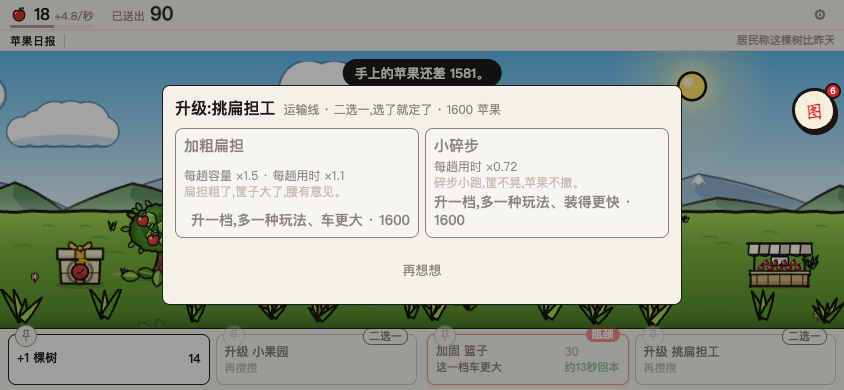 18 +4.8/秒 已送出 90
苹果日报 居民称这棵树比昨天
手上的苹果还差 1581。
图 6
升级:挑扁担工 运输线 · 二选一,选了就定了 · 1600 苹果
加粗扁担
每趟容量 ×1.5 · 每趟用时 ×1.1
扁担粗了,筐子大了,腰有意见。
升一档,多一种玩法、车更大 · 1600
小碎步
每趟用时 ×0.72
碎步小跑,筐不晃,苹果不撒。
升一档,多一种玩法、装得更快 ·
1600
再想想
+1 棵树 14
二选一
升级 小果园
再攒攒
瓶颈
加固 篮子 30
这一档车更大 约13秒回本
二选一
升级 挑扁担工
再攒攒